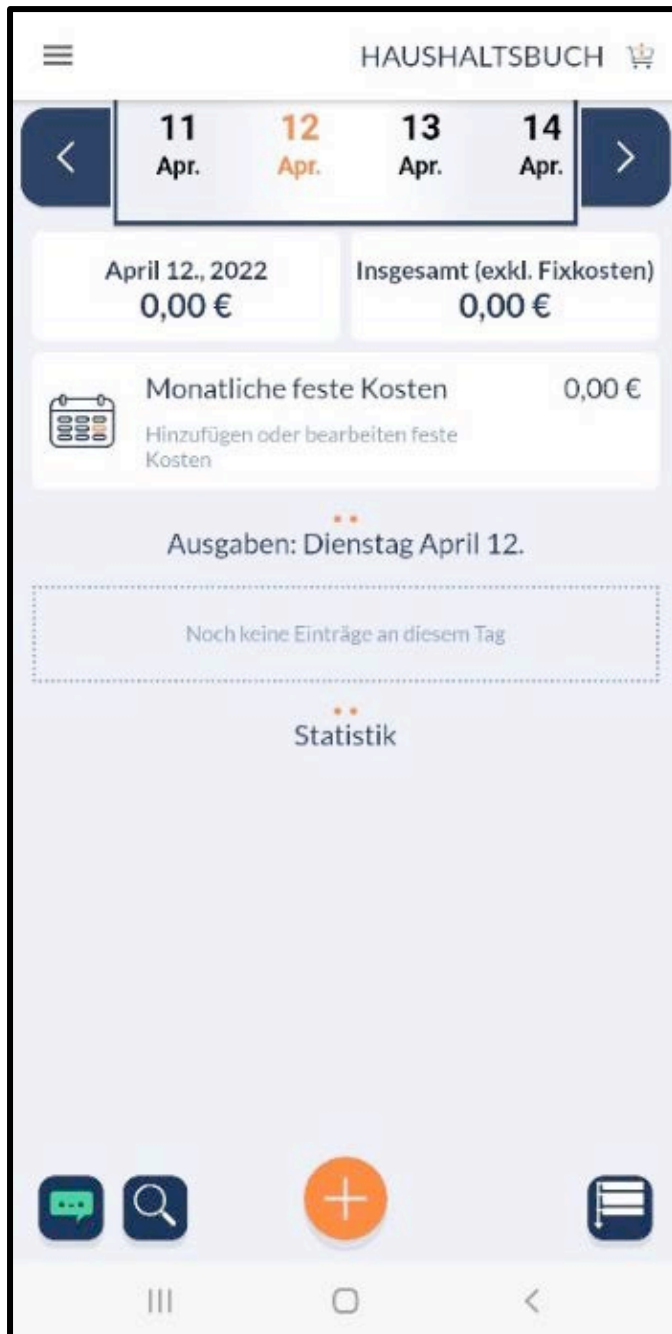 HAUSHALTSBUCH
11 12 13 14
Apr. Apr. Apr. Apr.
April 12., 2022
0,00 €
Insgesamt (exkl. Fixkosten)
0,00 €
Monatliche feste Kosten 0,00 €
Hinzufügen oder bearbeiten feste
Kosten
Ausgaben: Dienstag April 12.
Noch keine Einträge an diesem Tag
Statistik